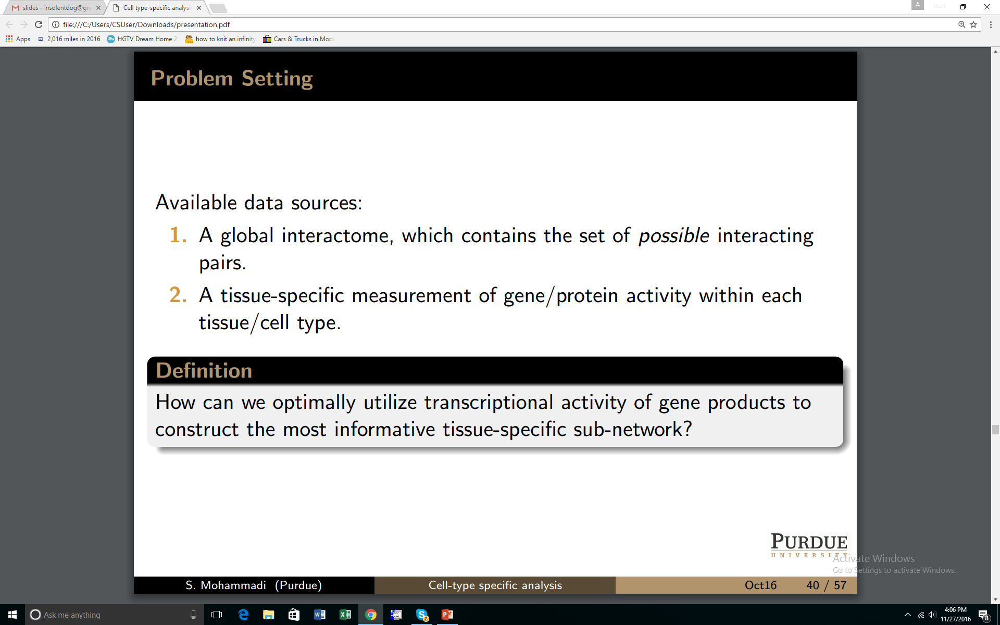 slides - insolentdog@gm
Cell type-specific analysis
file:///C:/Users/CSUser/Downloads/presentation.pdf
Apps
2,016 miles in 2016
HGTV Dream Home 2
how to knit an infinity
Cars & Trucks in Mod
Problem Setting
Available data sources:
1. A global interactome, which contains the set of possible interacting
pairs.
2. A tissue-specific measurement of gene/protein activity within each
tissue/cell type.
Definition
How can we optimally utilize transcriptional activity of gene products to
construct the most informative tissue-specific sub-network?
PURDUE
UNIVERSITY
Activate Windows
Go to Settings to activate Windows.
S. Mohammadi (Purdue)
Cell-type specific analysis
Oct16
40 / 57
Ask me anything
4:06 PM
11/27/2016
8